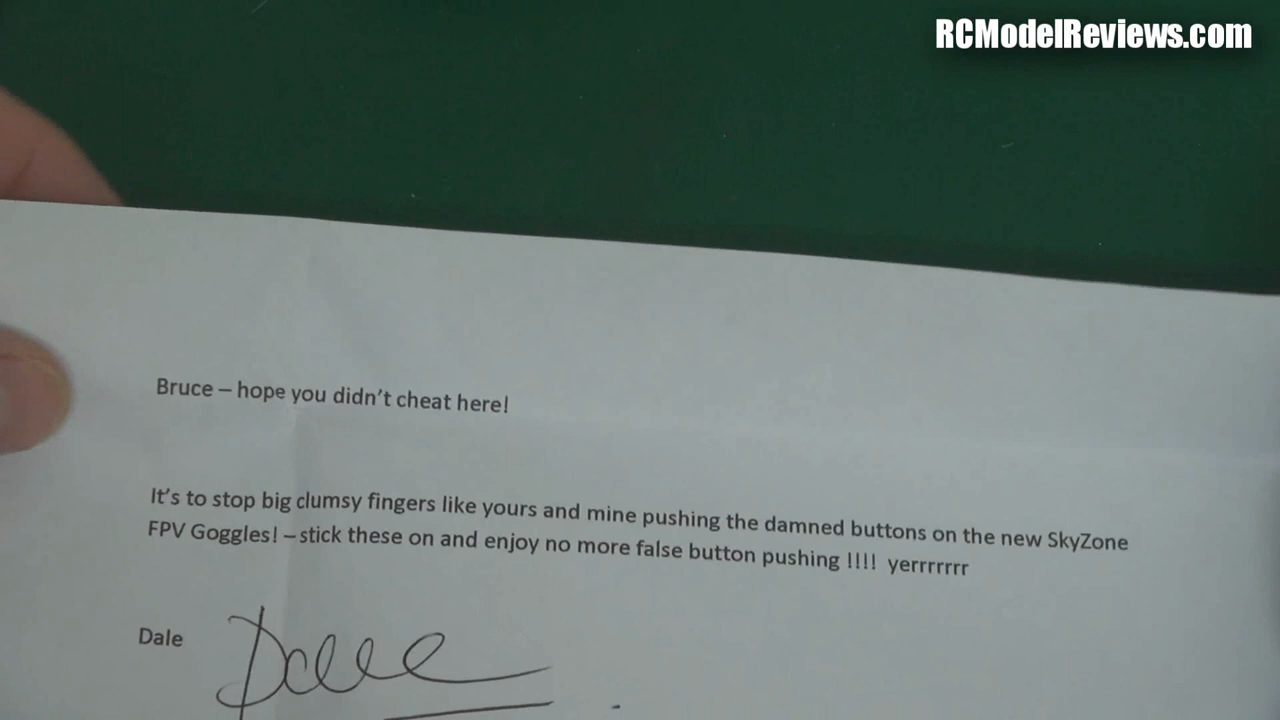 RCModelReviews.com
Bruce – hope you didn't cheat here!
It's to stop big clumsy fingers like yours and mine pushing the damned buttons on the new SkyZone
FPV Goggles! – stick these on and enjoy no more false button pushing !!!!  yerrrrrrr
Dale
Dale